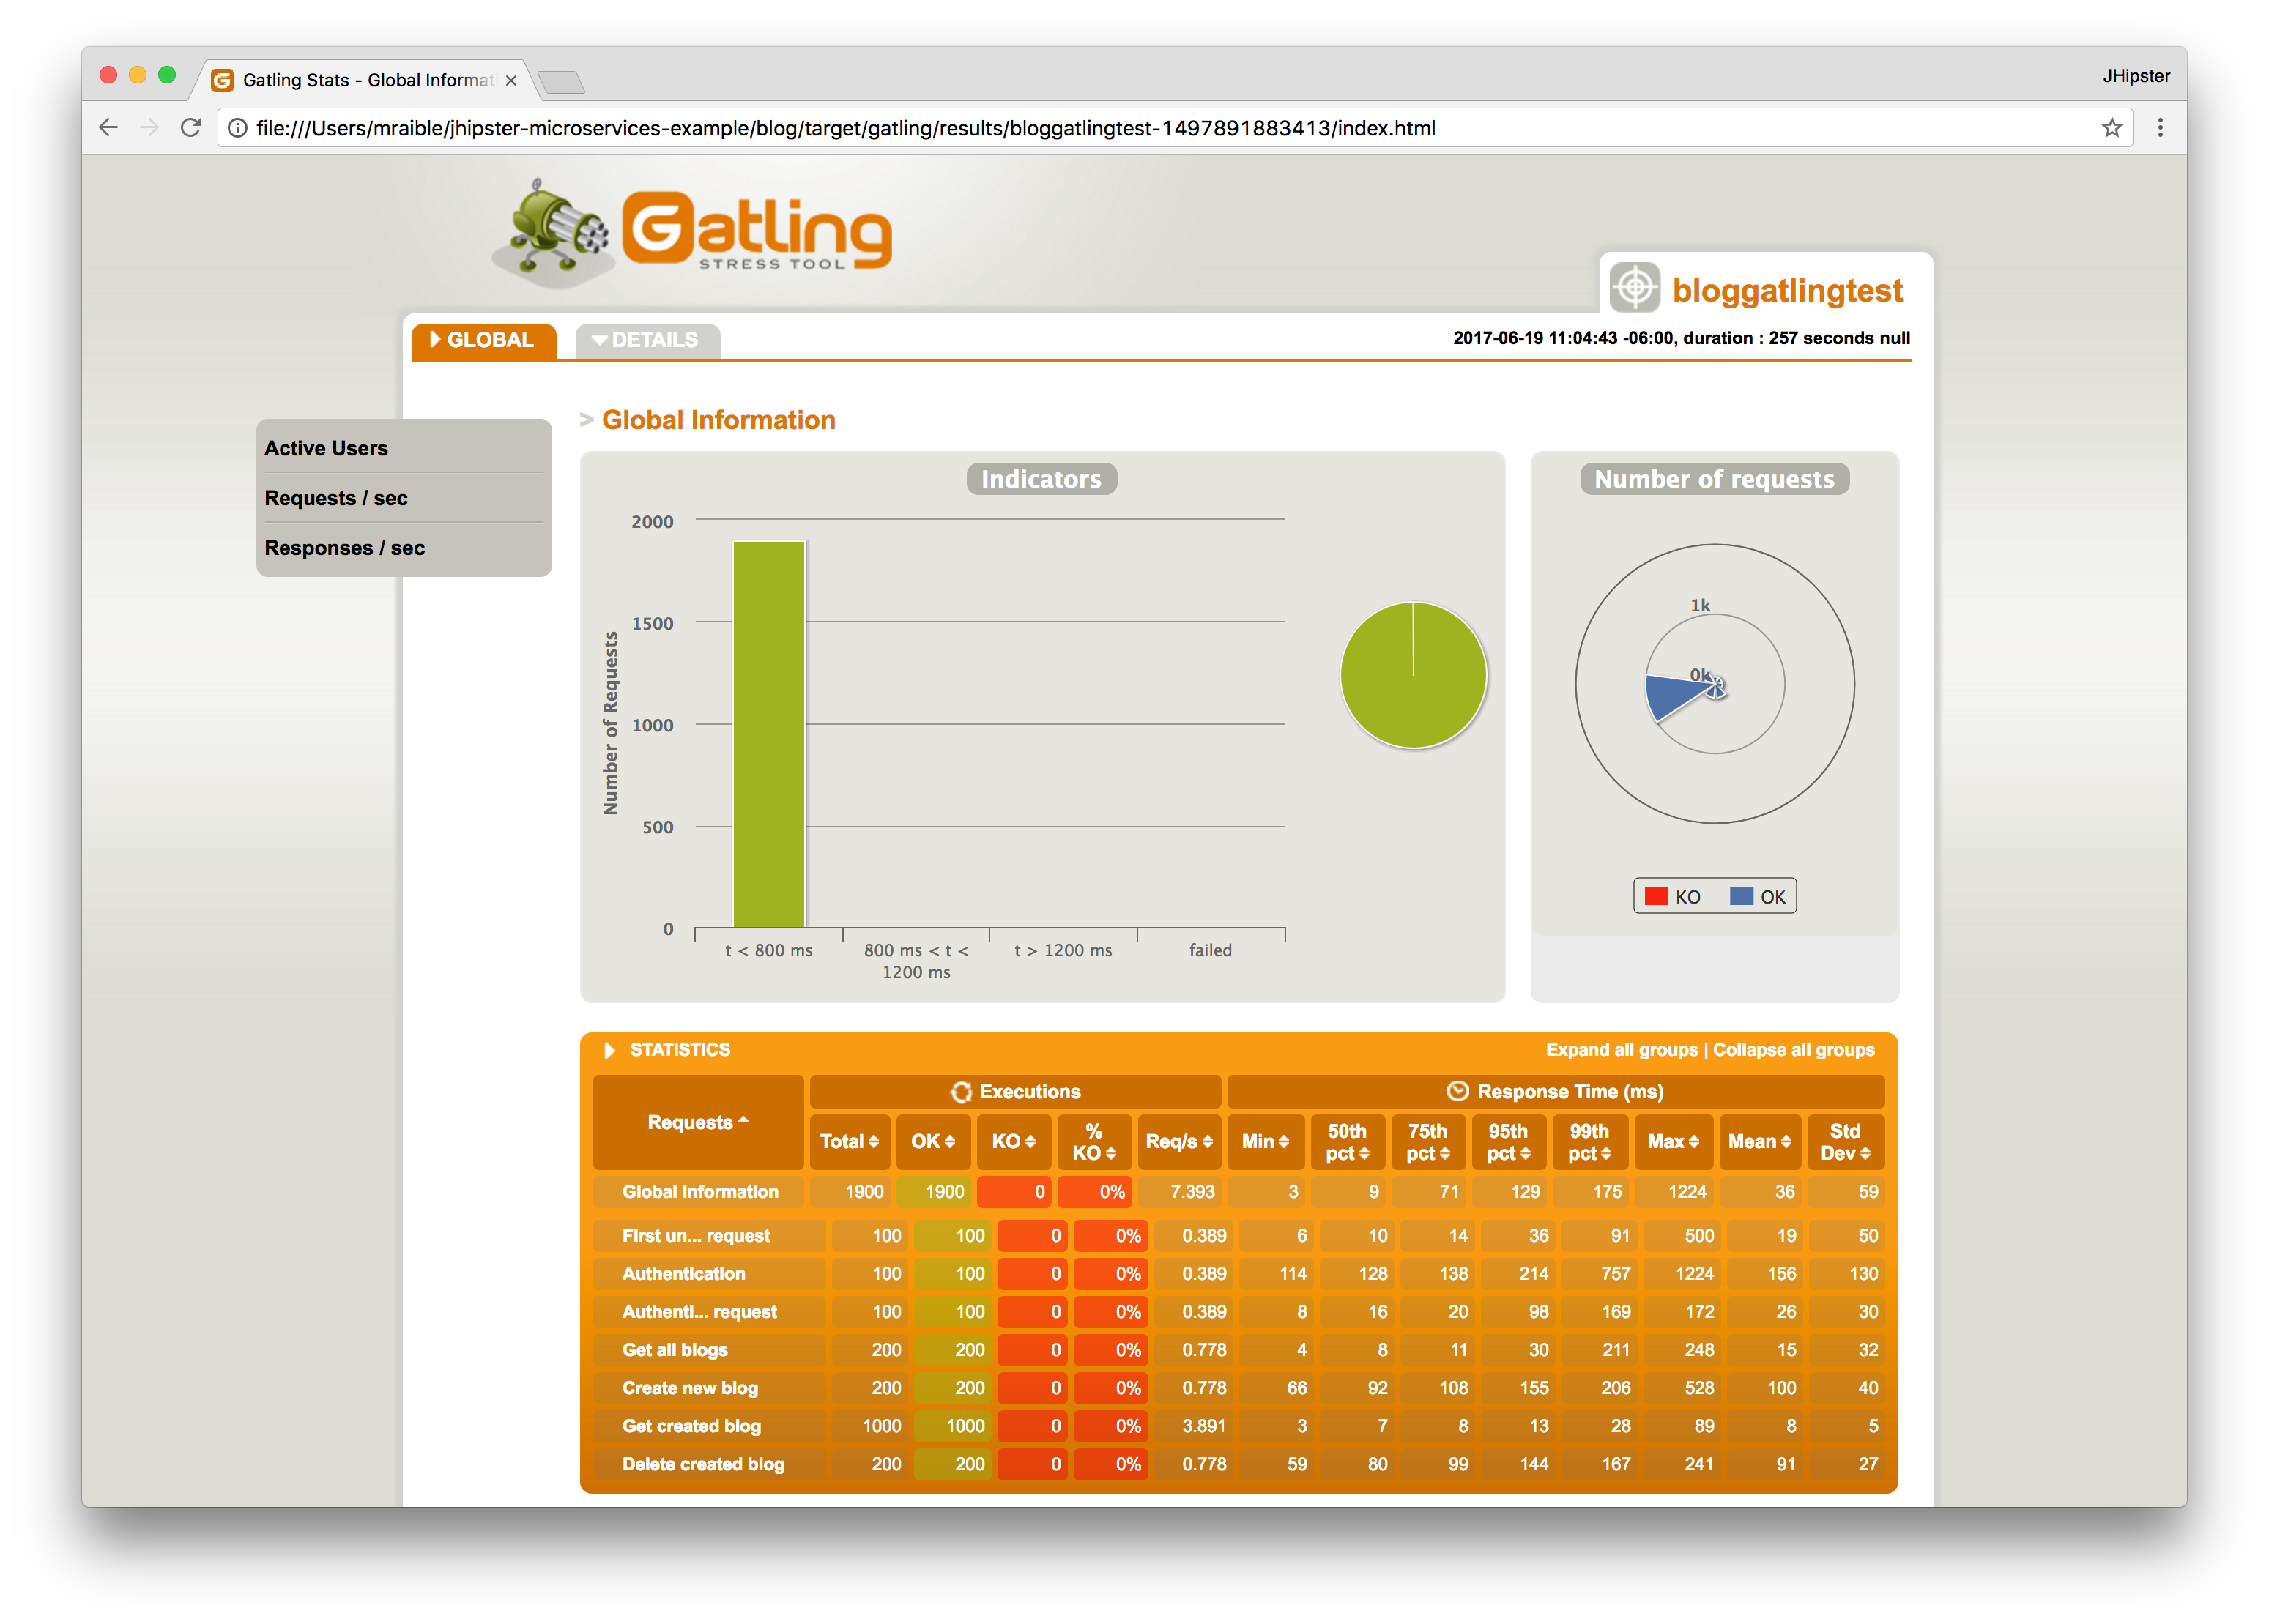 Gatling Stats - Global Informat
JHipster
file:///Users/mraible/jhipster-microservices-example/blog/target/gatling/results/bloggatlingtest-1497891883413/index.html
Gatling
STRESS TOOL
bloggatlingtest
GLOBAL DETAILS 2017-06-19 11:04:43 -06:00, duration : 257 seconds null
> Global Information
Active Users
Requests / sec
Responses / sec
Indicators
Number of Requests
2000
1500
1000
500
0
t < 800 ms
800 ms < t <
1200 ms
t > 1200 ms
failed
Number of requests
1k
0k
KO OK
STATISTICS Expand all groups | Collapse all groups
Requests Executions Response Time (ms)
Total OK KO % KO Req/s Min 50th pct 75th pct 95th pct 99th pct Max Mean Std Dev
Global Information 1900 1900 0 0% 7.393 3 9 71 129 175 1224 36 59
First un... request 100 100 0 0% 0.389 6 10 14 36 91 500 19 50
Authentication 100 100 0 0% 0.389 114 128 138 214 757 1224 156 130
Authenti... request 100 100 0 0% 0.389 8 16 20 98 169 172 26 30
Get all blogs 200 200 0 0% 0.778 4 8 11 30 211 248 15 32
Create new blog 200 200 0 0% 0.778 66 92 108 155 206 528 100 40
Get created blog 1000 1000 0 0% 3.891 3 7 8 13 28 89 8 5
Delete created blog 200 200 0 0% 0.778 59 80 99 144 167 241 91 27